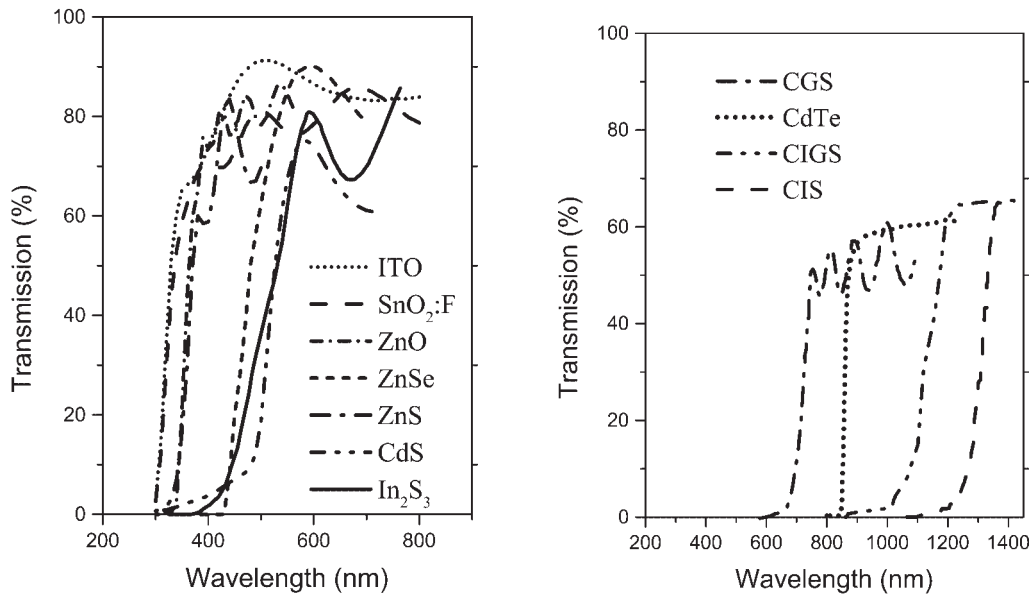 100
80
60
40
20
0
Transmission (%)
ITO
SnO₂:F
ZnO
ZnSe
ZnS
CdS
In₂S₃
200 400 600 800
Wavelength (nm)
100
80
60
40
20
0
Transmission (%)
CGS
CdTe
CIGS
CIS
200 400 600 800 1000 1200 1400
Wavelength (nm)